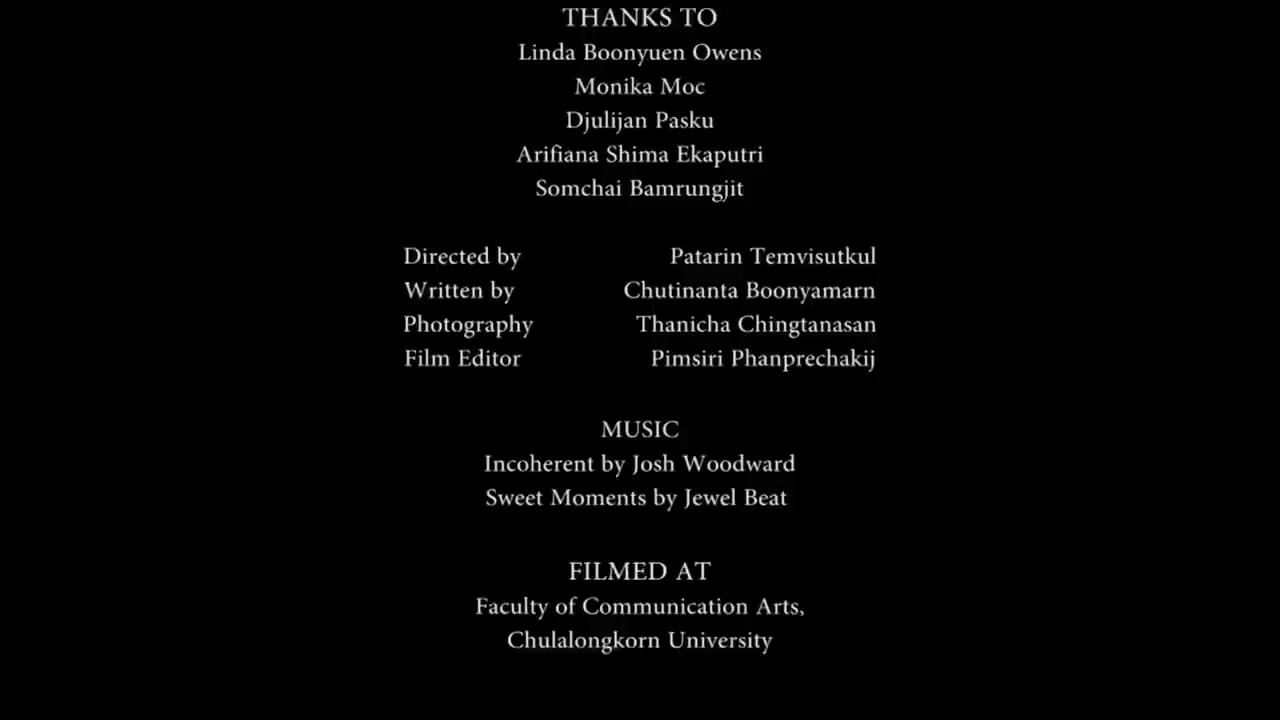 THANKS TO
Linda Boonyuen Owens
Monika Moc
Djulijan Pasku
Arifiana Shima Ekaputri
Somchai Bamrungjit
Directed by Patarin Temvisutkul
Written by Chutinanta Boonyamarn
Photography Thanicha Chingtanasan
Film Editor Pimsiri Phanprechakij
MUSIC
Incoherent by Josh Woodward
Sweet Moments by Jewel Beat
FILMED AT
Faculty of Communication Arts,
Chulalongkorn University